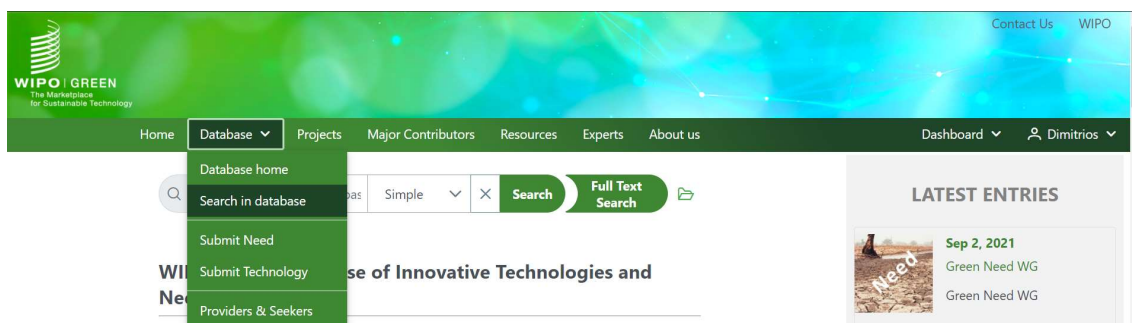 Contact Us WIPO
WIPO | GREEN
The Marketplace
for Sustainable Technology
Home Database Projects Major Contributors Resources Experts About us Dashboard Dimitrios
Database home
Search in database
Submit Need
Submit Technology
Providers & Seekers
Simple Search Full Text Search
se of Innovative Technologies and
LATEST ENTRIES
Need
Sep 2, 2021
Green Need WG
Green Need WG